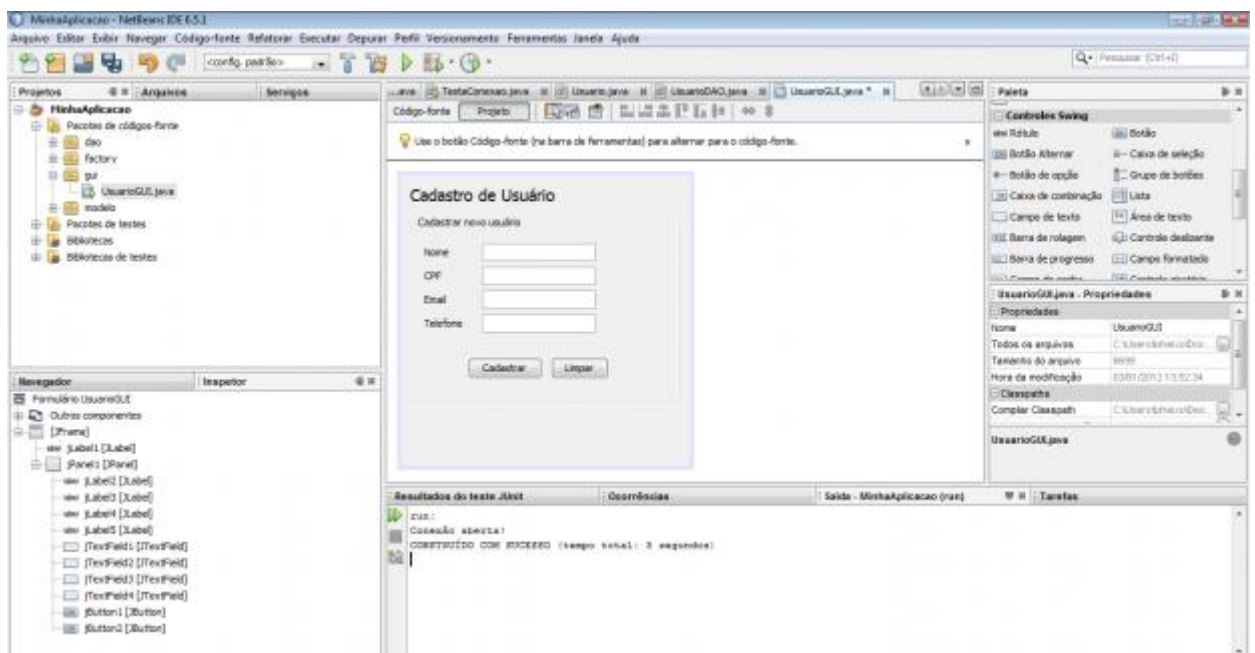 MinhaAplicacao - NetBeans IDE 6.5.1
Arquivo Editar Exibir Navegar Código-fonte Refatorar Executar Depurar Perfil Versionamento Ferramentas Janela Ajuda
<config. padrão>
Pesquisar (Ctrl+I)
Projetos
Arquivos
Serviços
MinhaAplicacao
Pacotes de códigos-fonte
dao
factory
gui
UsuarioGUI.java
modelo
Pacotes de testes
Bibliotecas
Bibliotecas de testes
Navegador
Inspetor
Formulário UsuarioGUI
Outros componentes
[JFrame]
jLabel1 [JLabel]
jPanel1 [JPanel]
jLabel2 [JLabel]
jLabel3 [JLabel]
jLabel4 [JLabel]
jLabel5 [JLabel]
jTextField1 [JTextField]
jTextField2 [JTextField]
jTextField3 [JTextField]
jTextField4 [JTextField]
jButton1 [JButton]
jButton2 [JButton]
TestaConexao.java
Usuario.java
UsuarioDAO.java
UsuarioGUI.java *
Código-fonte
Projeto
Use o botão Código-fonte (na barra de ferramentas) para alternar para o código-fonte.
Cadastro de Usuário
Cadastrar novo usuário
Nome
CPF
Email
Telefone
Cadastrar
Limpar
Resultados do teste JUnit
Ocorrências
Saída - MinhaAplicacao (run)
Tarefas
run:
Conexão aberta!
CONSTRUÍDO COM SUCESSO (tempo total: 3 segundos)
Paleta
Controles Swing
Rótulo
Botão
Botão Alternar
Caixa de seleção
Botão de opção
Grupo de botões
Caixa de combinação
Lista
Campo de texto
Área de texto
Barra de rolagem
Controle deslizante
Barra de progresso
Campo formatado
UsuarioGUI.java - Propriedades
Propriedades
Nome
UsuarioGUI
Todos os arquivos
Tamanho do arquivo
Hora da modificação
Classpaths
Compilar Classpath
UsuarioGUI.java